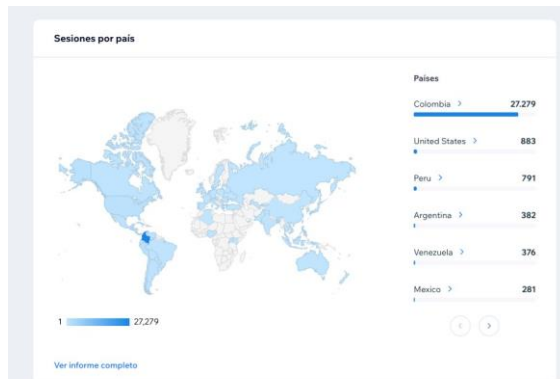 Sesiones por país
Países
Colombia > 27.279
United States > 883
Peru > 791
Argentina > 382
Venezuela > 376
Mexico > 281
1 27,279
Ver informe completo